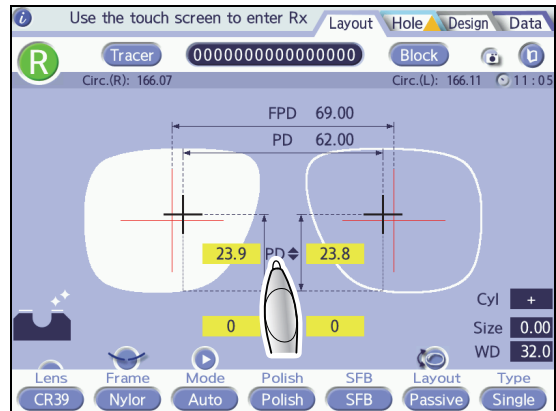 Use the touch screen to enter Rx Layout Hole Design Data
R Tracer 0000000000000000 Block
Circ.(R): 166.07 Circ.(L): 166.11 11:05
FPD 69.00
PD 62.00
23.9 PD 23.8
Cyl +
0 0 Size 0.00
WD 32.0
Lens Frame Mode Polish SFB Layout Type
CR39 Nylor Auto Polish SFB Passive Single